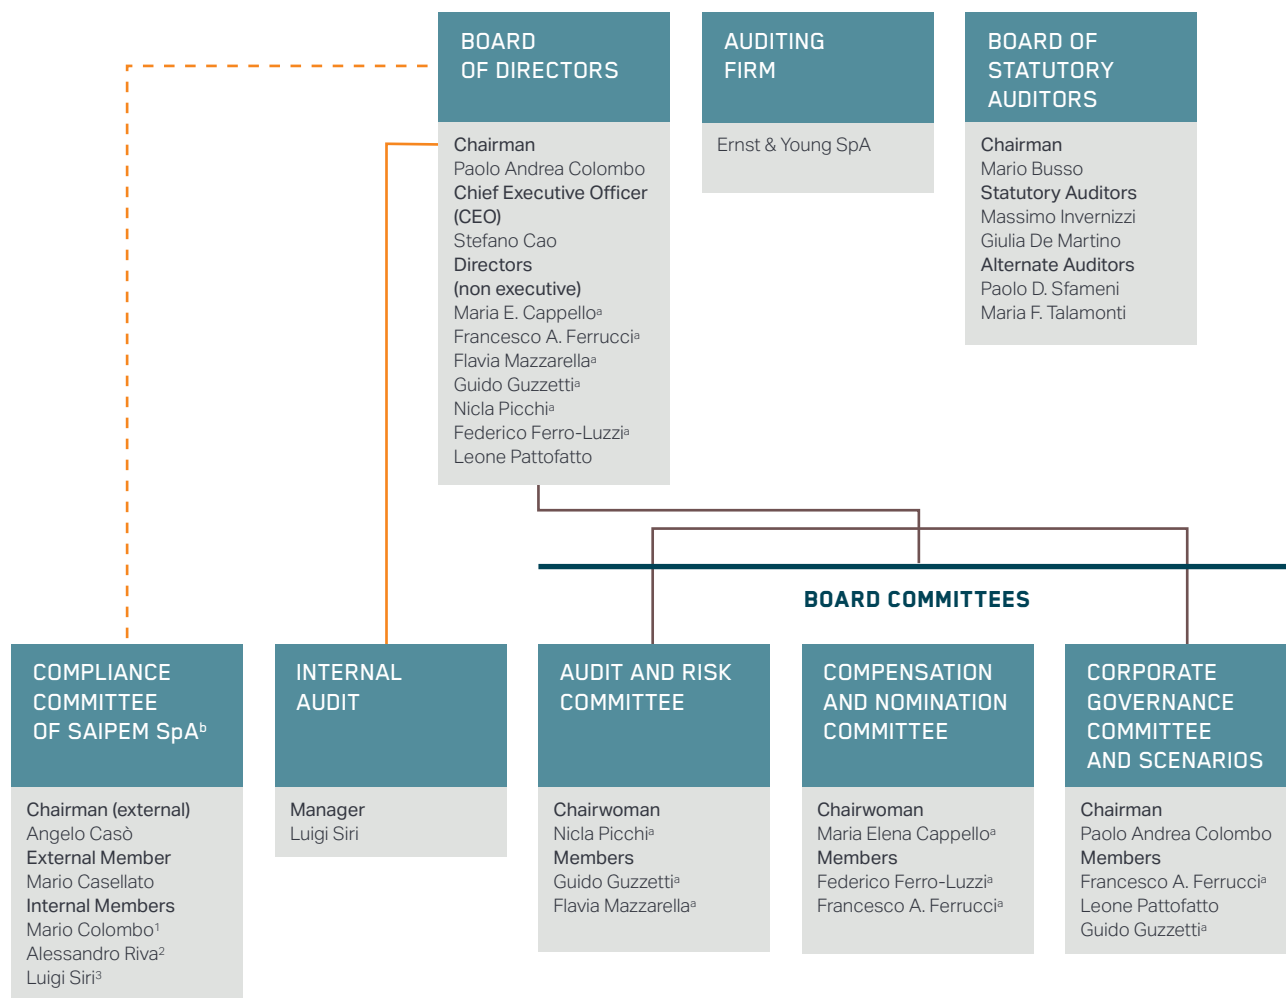 BOARD
OF DIRECTORS
Chairman
Paolo Andrea Colombo
Chief Executive Officer
(CEO)
Stefano Cao
Directors
(non executive)
Maria E. Cappelloᵃ
Francesco A. Ferrucciᵃ
Flavia Mazzarellaᵃ
Guido Guzzettiᵃ
Nicla Picchiᵃ
Federico Ferro-Luzziᵃ
Leone Pattofatto
AUDITING
FIRM
Ernst & Young SpA
BOARD OF
STATUTORY
AUDITORS
Chairman
Mario Busso
Statutory Auditors
Massimo Invernizzi
Giulia De Martino
Alternate Auditors
Paolo D. Sfameni
Maria F. Talamonti
BOARD COMMITTEES
COMPLIANCE
COMMITTEE
OF SAIPEM SpAᵇ
Chairman (external)
Angelo Casò
External Member
Mario Casellato
Internal Members
Mario Colombo¹
Alessandro Riva²
Luigi Siri³
INTERNAL
AUDIT
Manager
Luigi Siri
AUDIT AND RISK
COMMITTEE
Chairwoman
Nicla Picchiᵃ
Members
Guido Guzzettiᵃ
Flavia Mazzarellaᵃ
COMPENSATION
AND NOMINATION
COMMITTEE
Chairwoman
Maria Elena Cappelloᵃ
Members
Federico Ferro-Luzziᵃ
Francesco A. Ferrucciᵃ
CORPORATE
GOVERNANCE
COMMITTEE
AND SCENARIOS
Chairman
Paolo Andrea Colombo
Members
Francesco A. Ferrucciᵃ
Leone Pattofatto
Guido Guzzettiᵃ